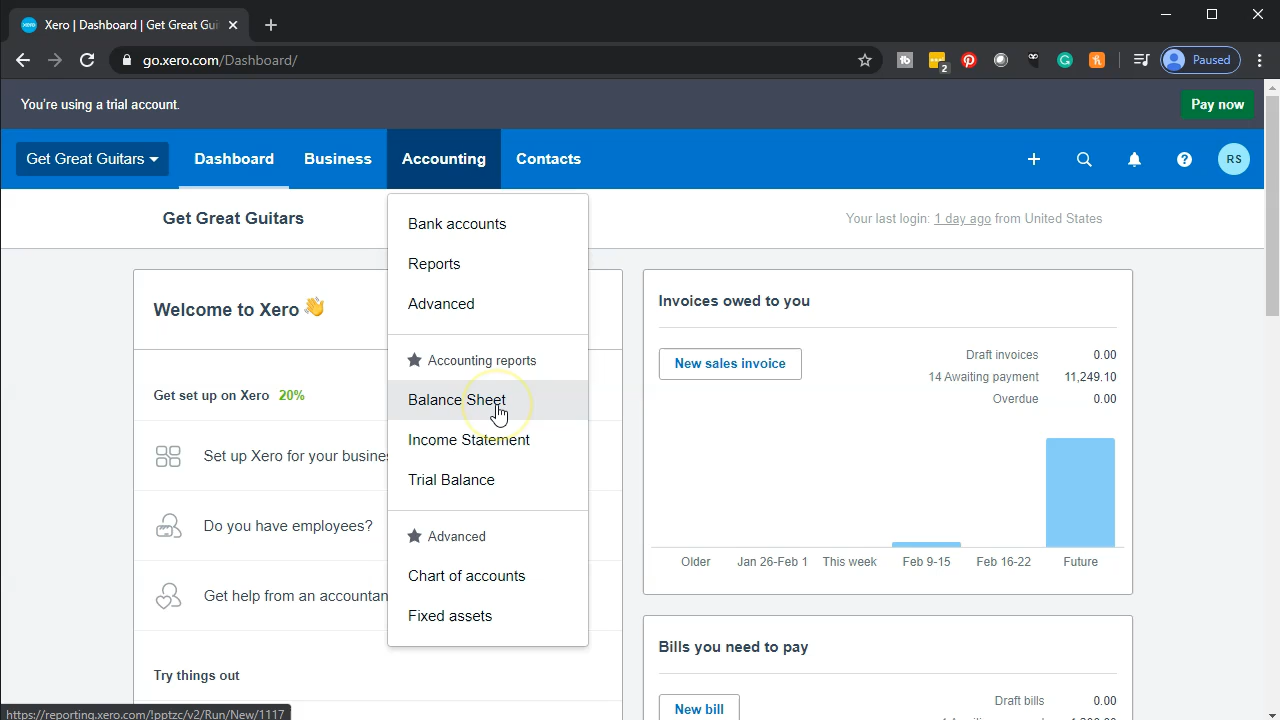 Xero | Dashboard | Get Great Gui
go.xero.com/Dashboard/
2
Paused
You're using a trial account.
Pay now
Get Great Guitars
Dashboard
Business
Accounting
Contacts
RS
Get Great Guitars
Your last login: 1 day ago from United States
Bank accounts
Reports
Advanced
Accounting reports
Balance Sheet
Income Statement
Trial Balance
Advanced
Chart of accounts
Fixed assets
Welcome to Xero
Get set up on Xero 20%
Set up Xero for your busine
Do you have employees?
Get help from an accountan
Try things out
Invoices owed to you
New sales invoice
Draft invoices 0.00
14 Awaiting payment 11,249.10
Overdue 0.00
Older Jan 26-Feb 1 This week Feb 9-15 Feb 16-22 Future
Bills you need to pay
New bill
Draft bills 0.00
https://reporting.xero.com/!pptzc/v2/Run/New/1117